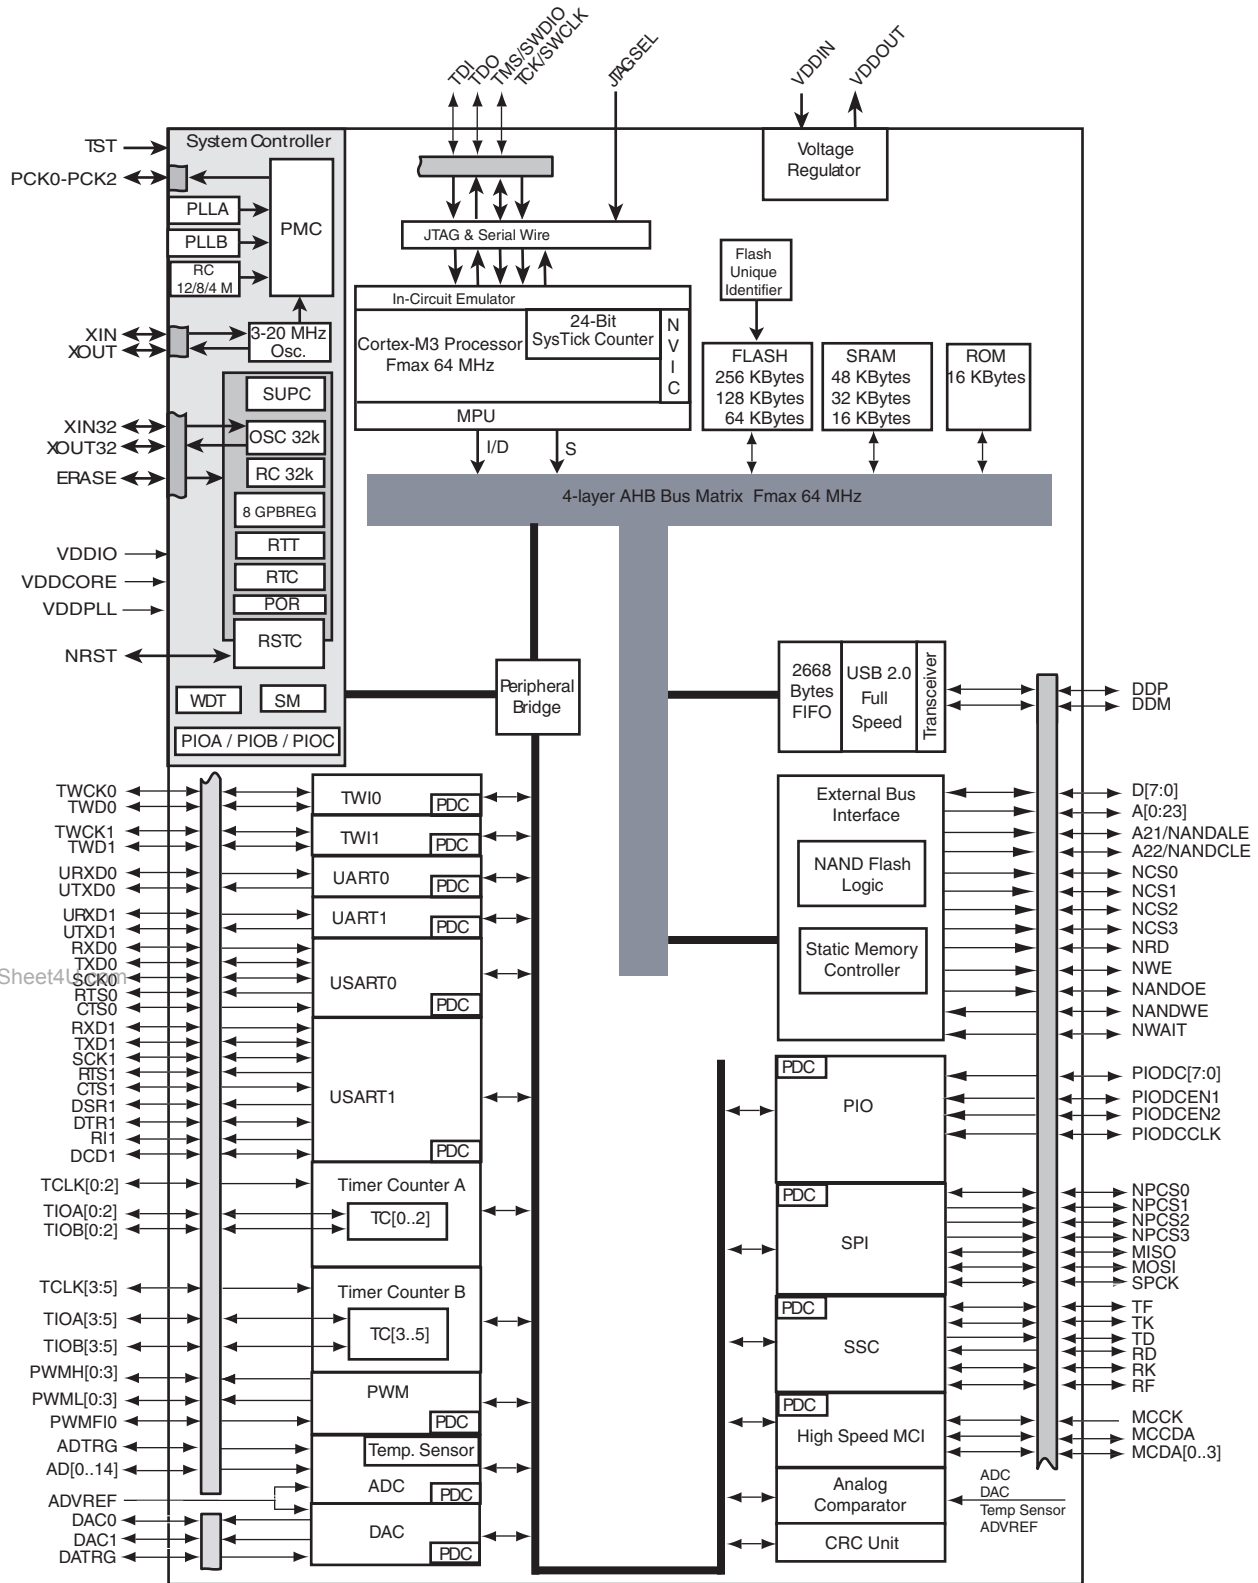 TDI
TDO
TMS/SWDIO
TCK/SWCLK
JTAGSEL
VDDIN
VDDOUT
TST
System Controller
Voltage
Regulator
PCK0-PCK2
PLLA
PMC
PLLB
JTAG & Serial Wire
RC
12/8/4 M
Flash
Unique
Identifier
In-Circuit Emulator
XIN
XOUT
3-20 MHz
Osc.
24-Bit
SysTick Counter
N
V
I
C
Cortex-M3 Processor
Fmax 64 MHz
FLASH
256 KBytes
128 KBytes
64 KBytes
SRAM
48 KBytes
32 KBytes
16 KBytes
ROM
16 KBytes
SUPC
MPU
XIN32
XOUT32
OSC 32k
I/D
S
ERASE
RC 32k
4-layer AHB Bus Matrix Fmax 64 MHz
8 GPBREG
RTT
VDDIO
VDDCORE
RTC
VDDPLL
POR
RSTC
NRST
WDT
SM
Peripheral
Bridge
2668
Bytes
FIFO
USB 2.0
Full
Speed
Transceiver
DDP
DDM
PIOA / PIOB / PIOC
TWCK0
TWD0
TWI0
PDC
TWCK1
TWD1
TWI1
PDC
URXD0
UTXD0
UART0
PDC
URXD1
UTXD1
UART1
PDC
RXD0
TXD0
SCK0
RTS0
CTS0
USART0
PDC
Sheet4U.com
RXD1
TXD1
SCK1
RTS1
CTS1
DSR1
DTR1
RI1
DCD1
USART1
PDC
TCLK[0:2]
TIOA[0:2]
TIOB[0:2]
Timer Counter A
TC[0..2]
TCLK[3:5]
TIOA[3:5]
TIOB[3:5]
Timer Counter B
TC[3..5]
PWMH[0:3]
PWML[0:3]
PWMFI0
PWM
PDC
ADTRG
AD[0..14]
ADVREF
Temp. Sensor
ADC
PDC
DAC0
DAC1
DATRG
DAC
PDC
External Bus
Interface
NAND Flash
Logic
Static Memory
Controller
D[7:0]
A[0:23]
A21/NANDALE
A22/NANDCLE
NCS0
NCS1
NCS2
NCS3
NRD
NWE
NANDOE
NANDWE
NWAIT
PDC
PIO
PIODC[7:0]
PIODCEN1
PIODCEN2
PIODCCLK
PDC
SPI
NPCS0
NPCS1
NPCS2
NPCS3
MISO
MOSI
SPCK
PDC
SSC
TF
TK
TD
RD
RK
RF
PDC
High Speed MCI
MCCK
MCCDA
MCDA[0..3]
Analog
Comparator
ADC
DAC
Temp Sensor
ADVREF
CRC Unit